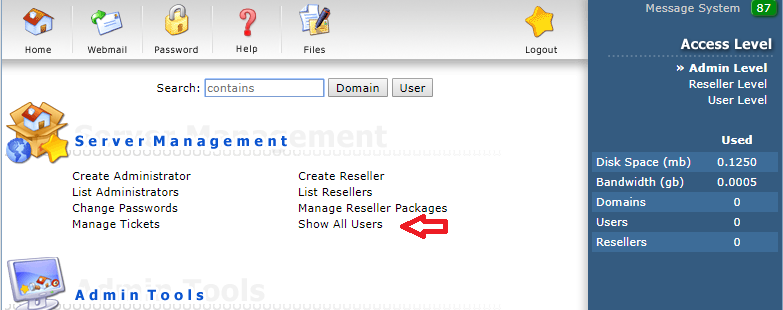 Home
Webmail
Password
Help
Files
Logout
Message System 87
Access Level
» Admin Level
Reseller Level
User Level
Search: contains Domain User
Server Management
Create Administrator
List Administrators
Change Passwords
Manage Tickets
Create Reseller
List Resellers
Manage Reseller Packages
Show All Users
Admin Tools
Used
Disk Space (mb) 0.1250
Bandwidth (gb) 0.0005
Domains 0
Users 0
Resellers 0